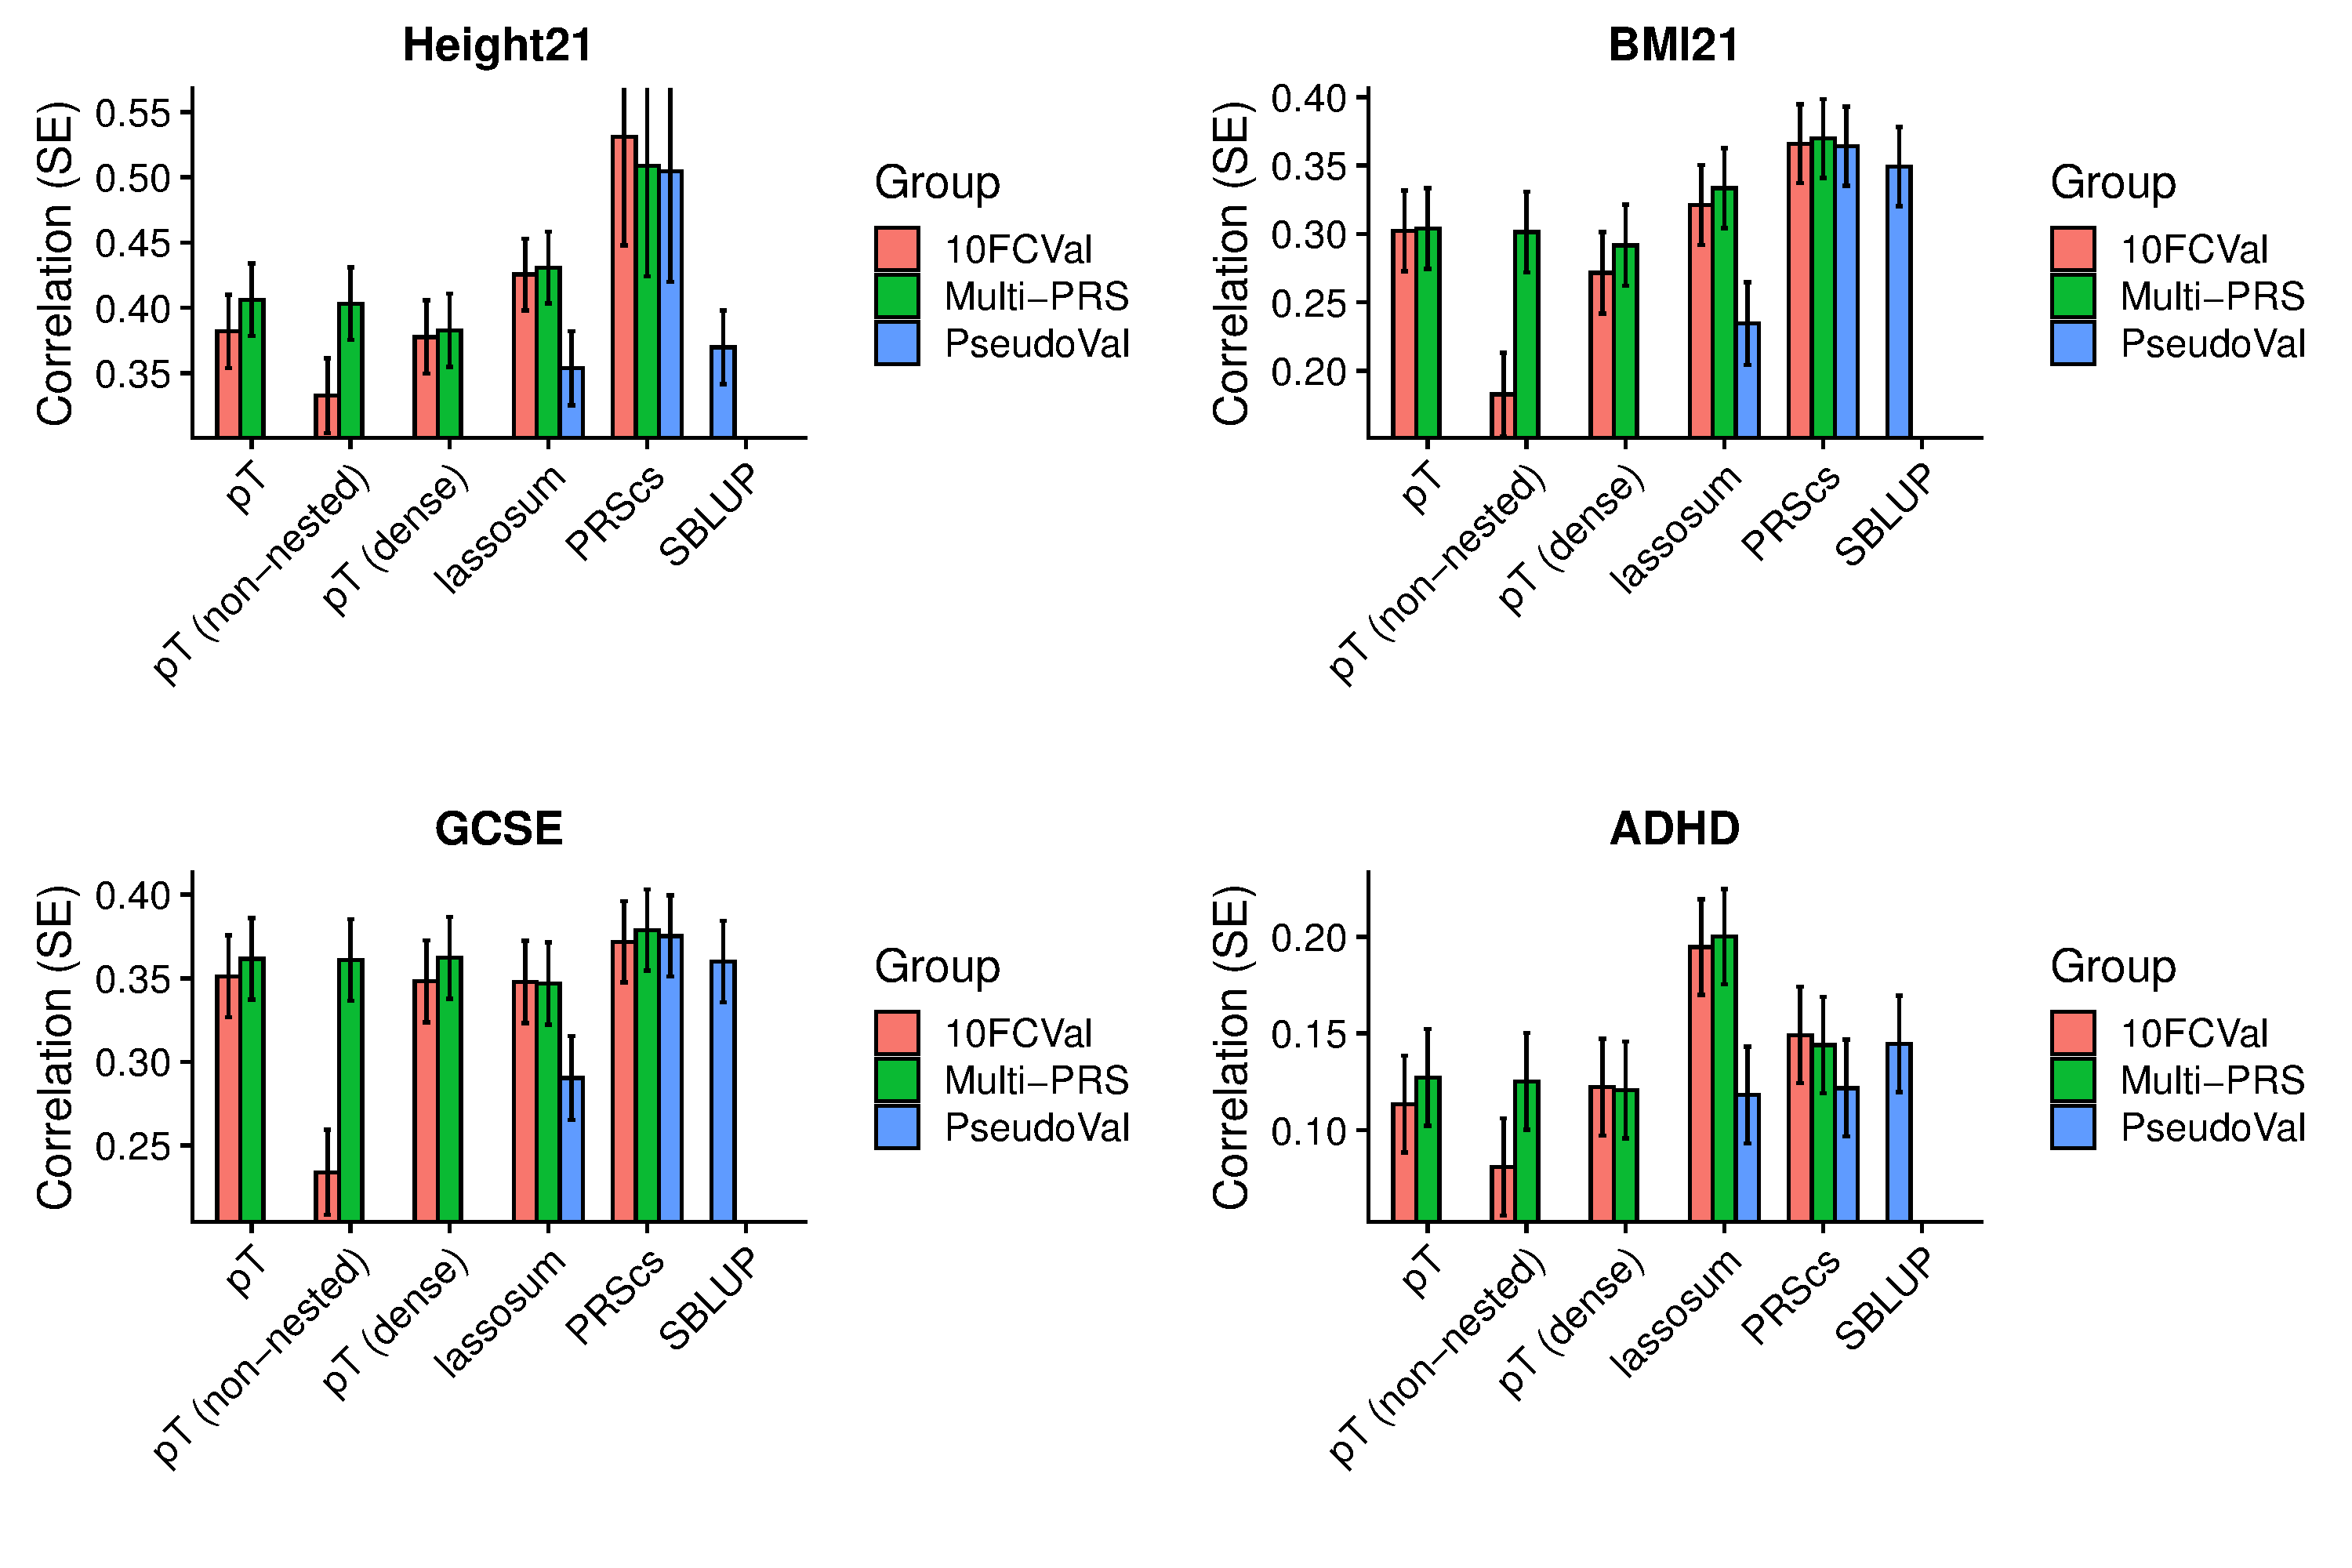 Height21
Correlation (SE)
0.55
0.50
0.45
0.40
0.35
pT
pT (non−nested)
pT (dense)
lassosum
PRScs
SBLUP
Group
10FCVal
Multi−PRS
PseudoVal
BMI21
Correlation (SE)
0.40
0.35
0.30
0.25
0.20
pT
pT (non−nested)
pT (dense)
lassosum
PRScs
SBLUP
Group
10FCVal
Multi−PRS
PseudoVal
GCSE
Correlation (SE)
0.40
0.35
0.30
0.25
pT
pT (non−nested)
pT (dense)
lassosum
PRScs
SBLUP
Group
10FCVal
Multi−PRS
PseudoVal
ADHD
Correlation (SE)
0.20
0.15
0.10
pT
pT (non−nested)
pT (dense)
lassosum
PRScs
SBLUP
Group
10FCVal
Multi−PRS
PseudoVal